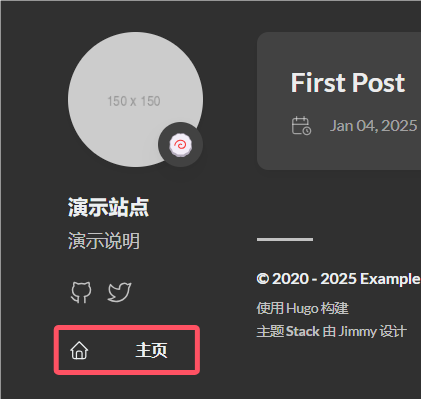 150 x 150
演示站点
演示说明
主页
First Post
Jan 04, 2025
© 2020 - 2025 Example
使用 Hugo 构建
主题 Stack 由 Jimmy 设计